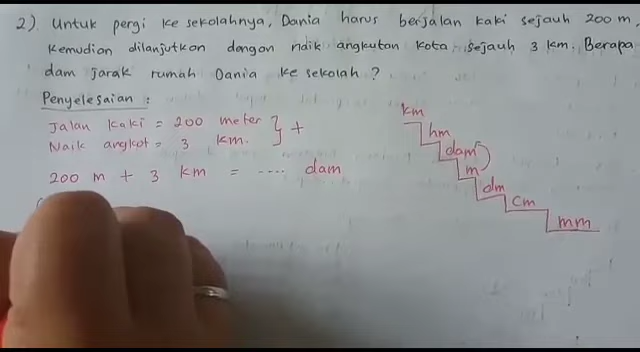 2) Untuk pergi ke sekolahnya, Dania harus berjalan kaki sejauh 200 m,
kemudian dilanjutkan dengan naik angkutan kota sejauh 3 km. Berapa
dam jarak rumah Dania ke sekolah ?
Penyelesaian :
Jalan kaki = 200 meter } +
Naik angkot = 3 km.
200 m + 3 km = .... dam
km
hm
dam
m
dm
cm
mm